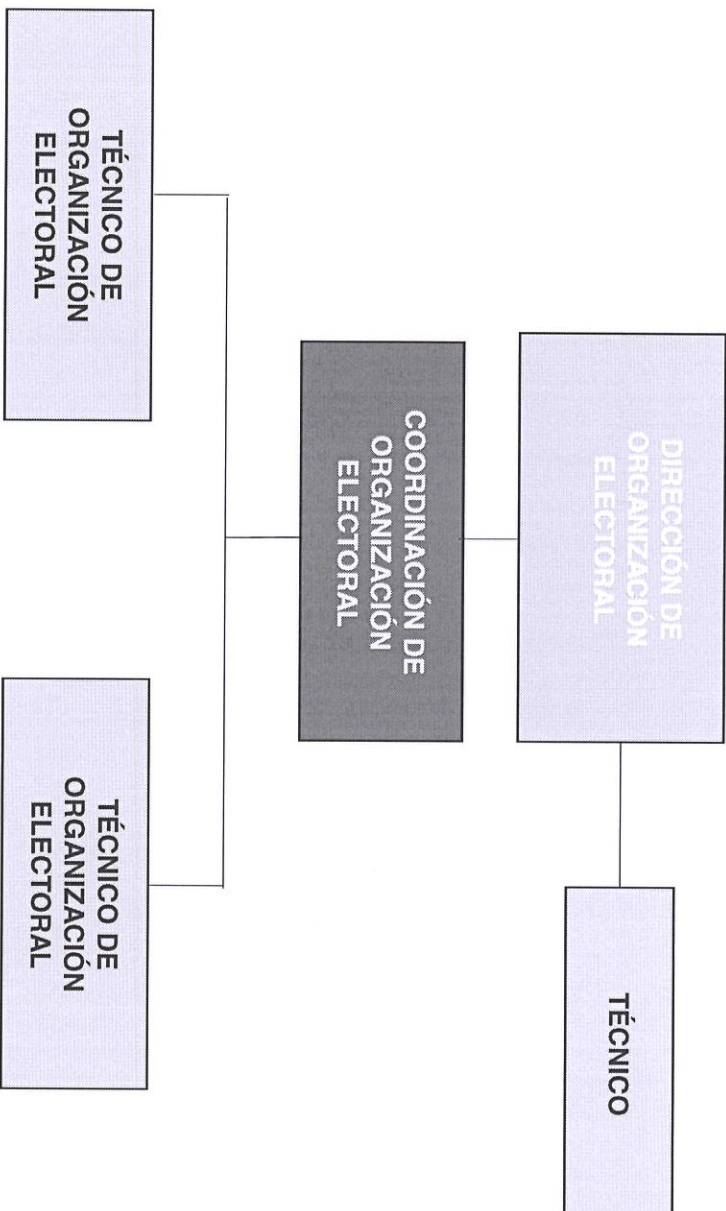 DIRECCIÓN DE
ORGANIZACIÓN
ELECTORAL
TÉCNICO
COORDINACIÓN DE
ORGANIZACIÓN
ELECTORAL
TÉCNICO DE
ORGANIZACIÓN
ELECTORAL
TÉCNICO DE
ORGANIZACIÓN
ELECTORAL